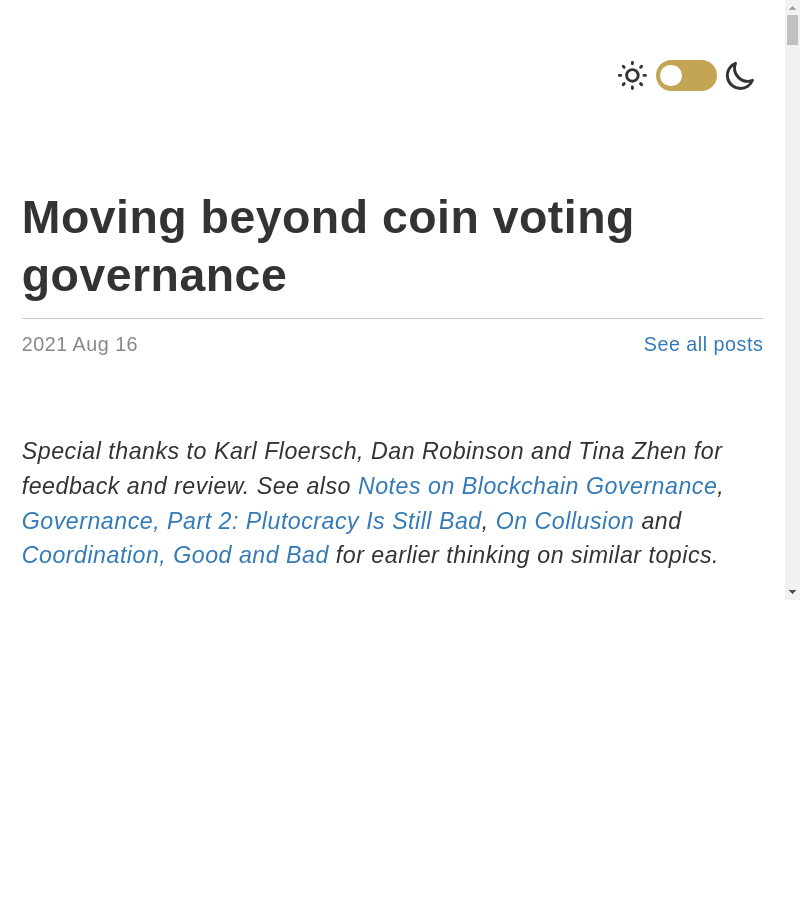 Moving beyond coin voting
governance
2021 Aug 16
See all posts
Special thanks to Karl Floersch, Dan Robinson and Tina Zhen for
feedback and review. See also Notes on Blockchain Governance,
Governance, Part 2: Plutocracy Is Still Bad, On Collusion and
Coordination, Good and Bad for earlier thinking on similar topics.